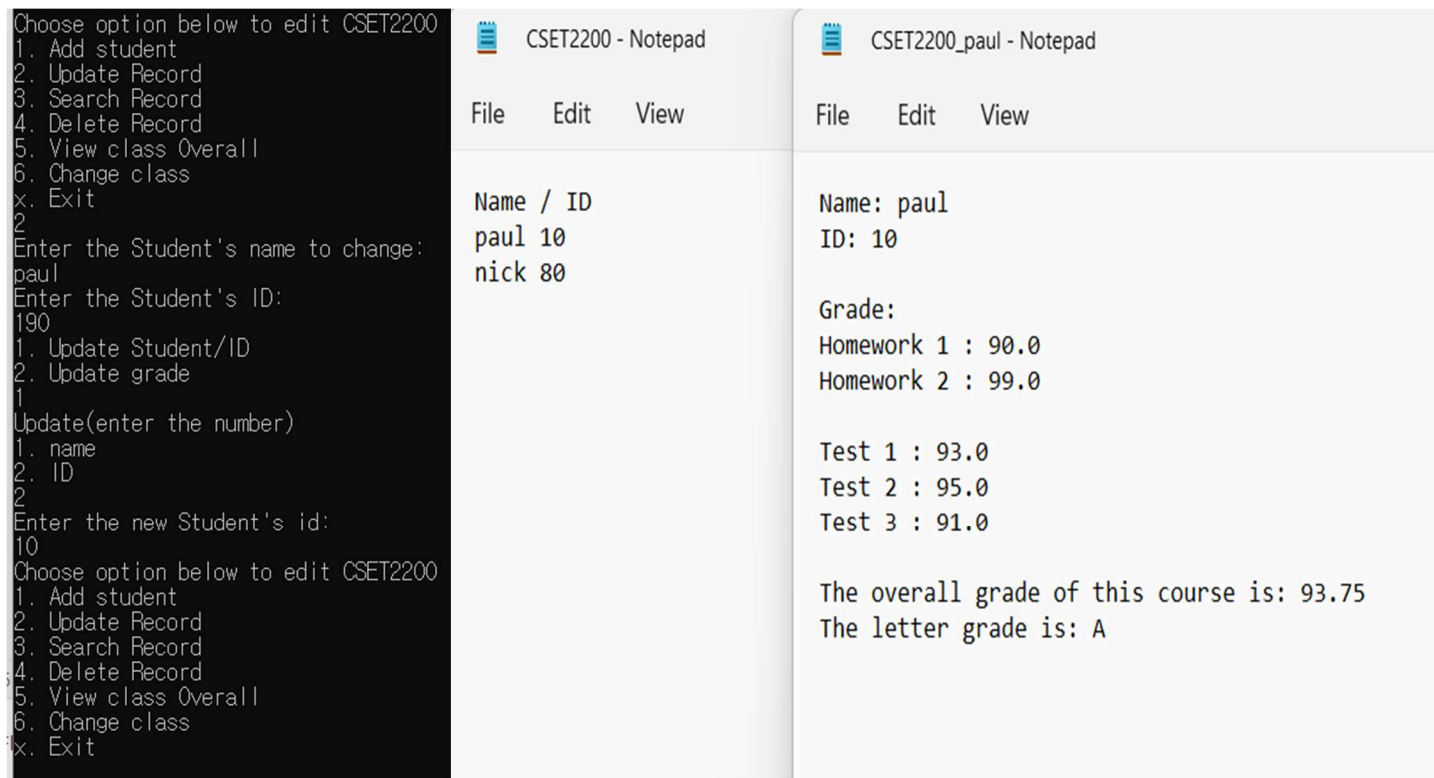 Choose option below to edit CSET2200
1. Add student
2. Update Record
3. Search Record
4. Delete Record
5. View class Overall
6. Change class
x. Exit
2
Enter the Student's name to change:
paul
Enter the Student's ID:
190
1. Update Student/ID
2. Update grade
1
Update(enter the number)
1. name
2. ID
2
Enter the new Student's id:
10
Choose option below to edit CSET2200
1. Add student
2. Update Record
3. Search Record
4. Delete Record
5. View class Overall
6. Change class
x. Exit
CSET2200 - Notepad
File Edit View
Name / ID
paul 10
nick 80
CSET2200_paul - Notepad
File Edit View
Name: paul
ID: 10
Grade:
Homework 1 : 90.0
Homework 2 : 99.0
Test 1 : 93.0
Test 2 : 95.0
Test 3 : 91.0
The overall grade of this course is: 93.75
The letter grade is: A